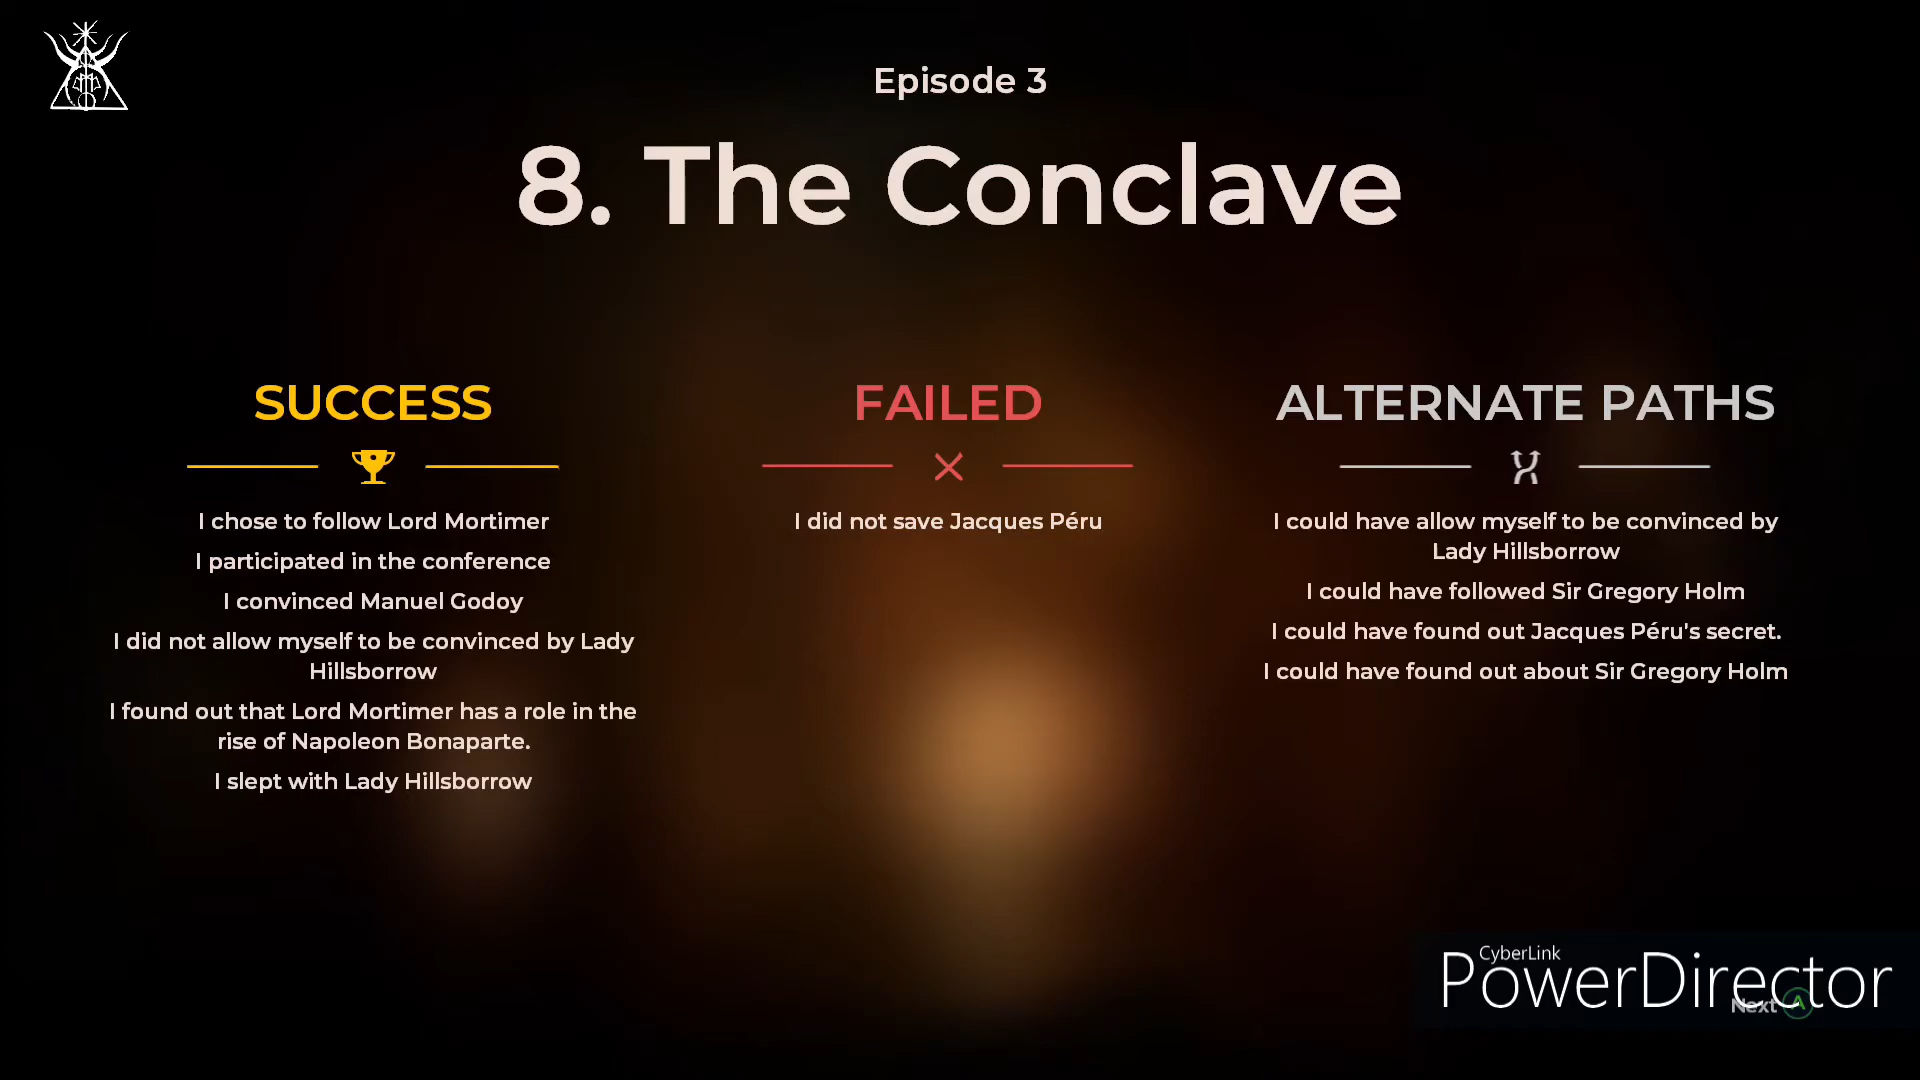 Episode 3
8. The Conclave
SUCCESS
I chose to follow Lord Mortimer
I participated in the conference
I convinced Manuel Godoy
I did not allow myself to be convinced by Lady
Hillsborrow
I found out that Lord Mortimer has a role in the
rise of Napoleon Bonaparte.
I slept with Lady Hillsborrow
FAILED
I did not save Jacques Péru
ALTERNATE PATHS
I could have allow myself to be convinced by
Lady Hillsborrow
I could have followed Sir Gregory Holm
I could have found out Jacques Péru's secret.
I could have found out about Sir Gregory Holm
CyberLink
PowerDirector
Next A